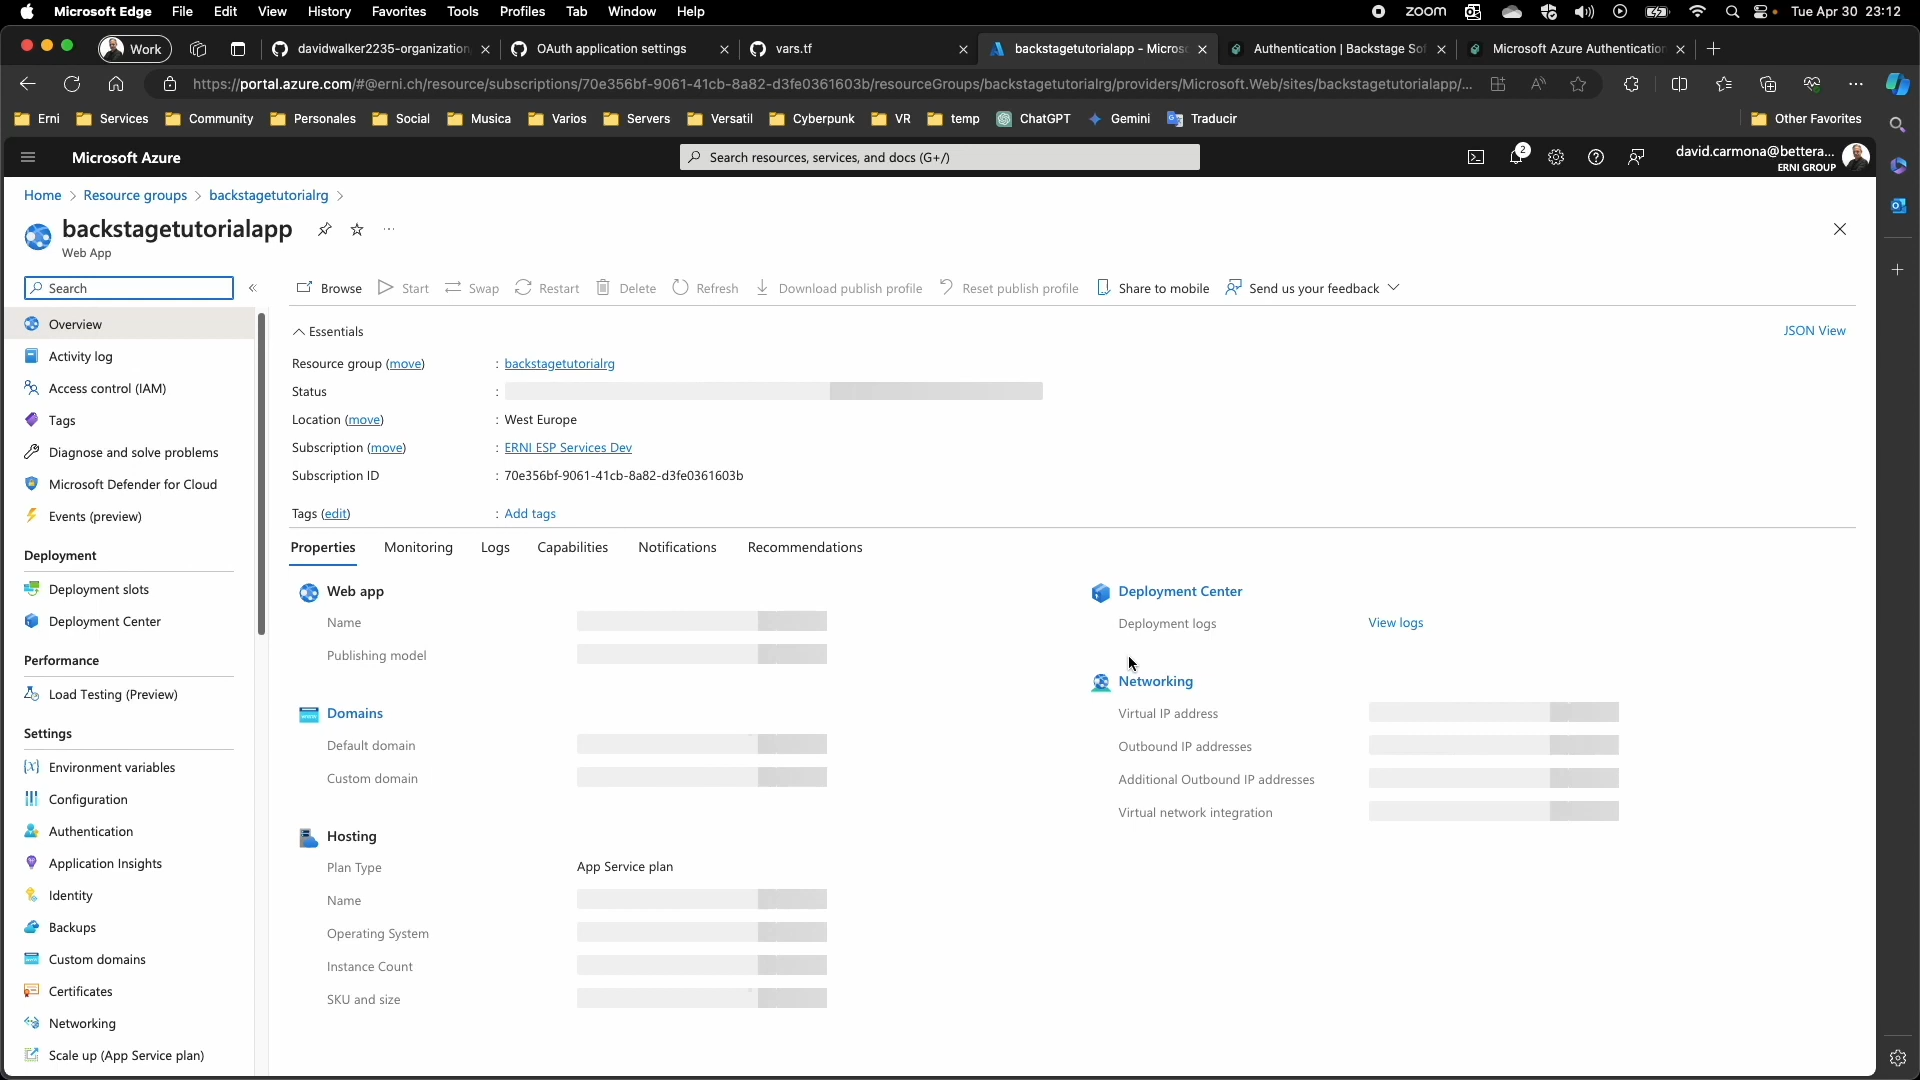 Microsoft Edge File Edit View History Favorites Tools Profiles Tab Window Help zoom Tue Apr 30 23:12
Work davidwalker2235-organization OAuth application settings vars.tf backstagetutorialapp - Micros Authentication | Backstage Sof Microsoft Azure Authentication
https://portal.azure.com/#@erni.ch/resource/subscriptions/70e356bf-9061-41cb-8a82-d3fe0361603b/resourceGroups/backstagetutorialrg/providers/Microsoft.Web/sites/backstagetutorialapp/...
Erni Services Community Personales Social Musica Varios Servers Versatil Cyberpunk VR temp ChatGPT Gemini Traducir Other Favorites
Microsoft Azure Search resources, services, and docs (G+/) 2 david.carmona@bettera...
ERNI GROUP
Home > Resource groups > backstagetutorialrg >
backstagetutorialapp
Web App
Search « Browse Start Swap Restart Delete Refresh Download publish profile Reset publish profile Share to mobile Send us your feedback
Overview
Activity log
Access control (IAM)
Tags
Diagnose and solve problems
Microsoft Defender for Cloud
Events (preview)
Deployment
Deployment slots
Deployment Center
Performance
Load Testing (Preview)
Settings
Environment variables
Configuration
Authentication
Application Insights
Identity
Backups
Custom domains
Certificates
Networking
Scale up (App Service plan)
Essentials JSON View
Resource group (move) : backstagetutorialrg
Status :
Location (move) : West Europe
Subscription (move) : ERNI ESP Services Dev
Subscription ID : 70e356bf-9061-41cb-8a82-d3fe0361603b
Tags (edit) : Add tags
Properties Monitoring Logs Capabilities Notifications Recommendations
Web app
Name
Publishing model
Domains
Default domain
Custom domain
Hosting
Plan Type App Service plan
Name
Operating System
Instance Count
SKU and size
Deployment Center
Deployment logs View logs
Networking
Virtual IP address
Outbound IP addresses
Additional Outbound IP addresses
Virtual network integration